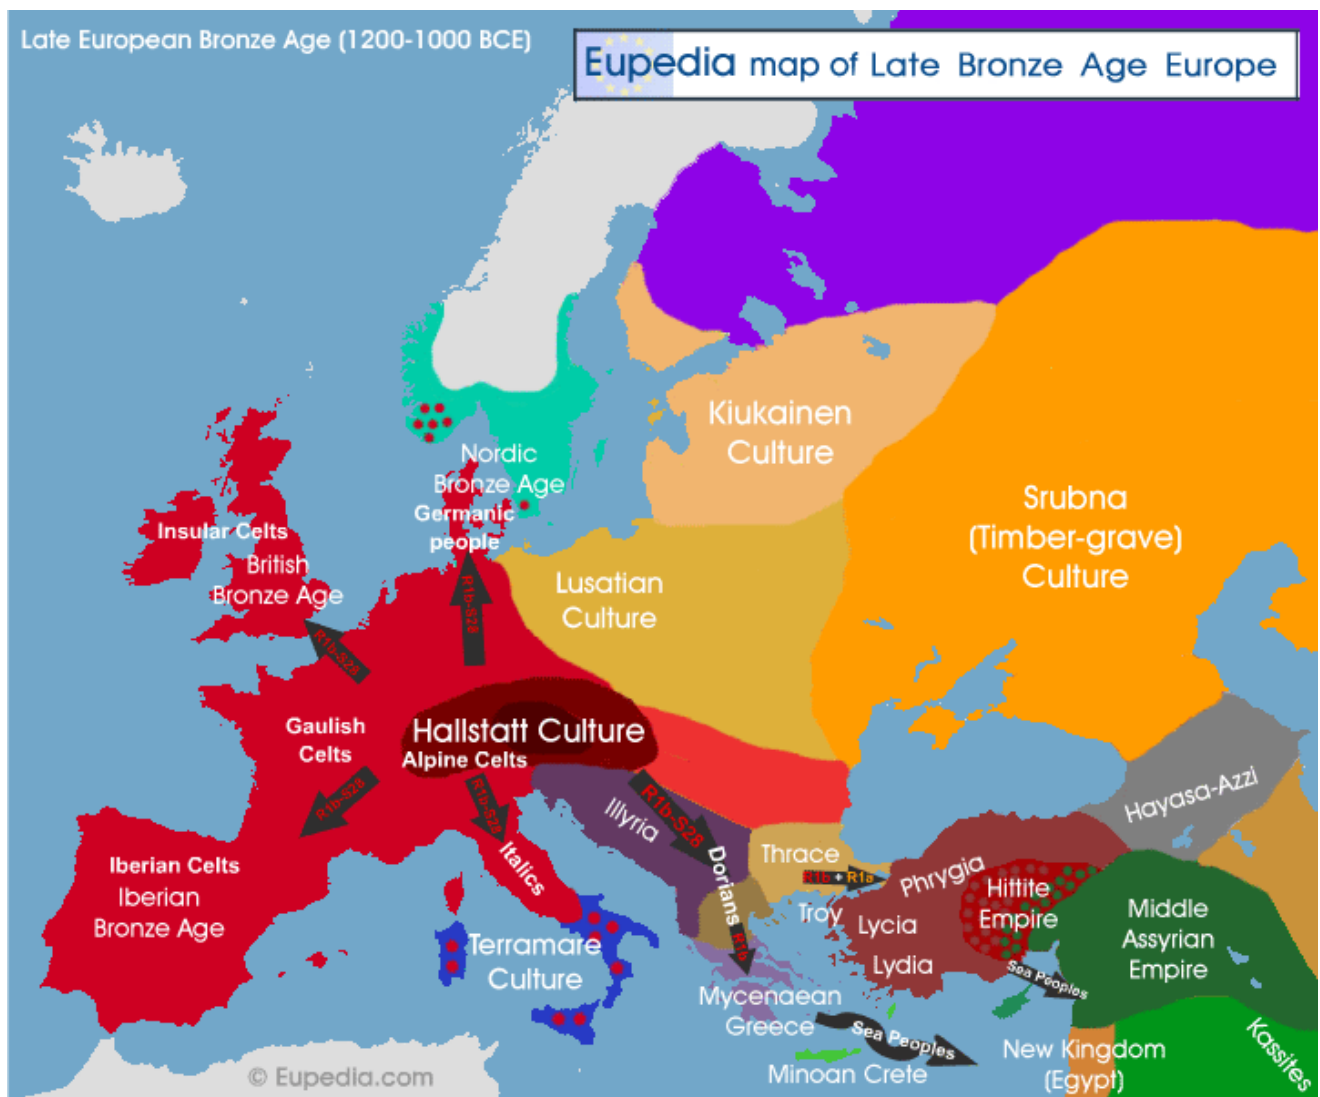 Late European Bronze Age (1200-1000 BCE)
Eupedia map of Late Bronze Age Europe
Kiukainen
Culture
Nordic
Bronze Age
Germanic
people
Srubna
(Timber-grave)
Culture
Insular Celts
British
Bronze Age
Lusatian
Culture
R1b-S28
R1b-S28
Gaulish
Celts
Hallstatt Culture
Alpine Celts
R1b-S28
R1b-S28
R1b-S28
Illyria
Hayasa-Azzi
Italics
Dorians
R1b
Thrace
R1b + R1a
Phrygia
Hittite
Empire
Iberian Celts
Iberian
Bronze Age
Troy
Lycia
Lydia
Middle
Assyrian
Empire
Terramare
Culture
Sea Peoples
Mycenaean
Greece
Sea Peoples
Minoan Crete
New Kingdom
(Egypt)
Kassites
© Eupedia.com